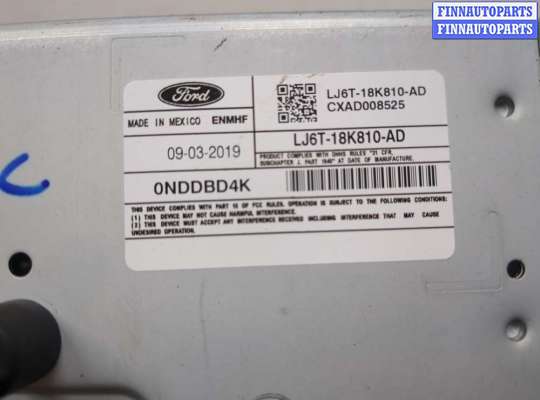 FINNAUTOPARTS
FINNAUTOPARTS
FINNAUTOPARTS
Ford
LJ6T-18K810-AD
CXAD008525
MADE IN MEXICO ENMHF
LJ6T-18K810-AD
09-03-2019
PRODUCT COMPLIES WITH DHHS RULES "21 CFR,
SUBCHAPTER J, PART 1040" AT DATE OF MANUFACTURE.
0NDDBD4K
THIS DEVICE COMPLIES WITH PART 15 OF FCC RULES. OPERATION IS SUBJECT TO THE FOLLOWING CONDITIONS:
(1) THIS DEVICE MAY NOT CAUSE HARMFUL INTERFERENCE.
(2) THIS DEVICE MUST ACCEPT ANY INTERFERENCE RECEIVED INCLUDING INTERFERENCE THAT MAY CAUSE
UNDESIRED OPERATION.
C